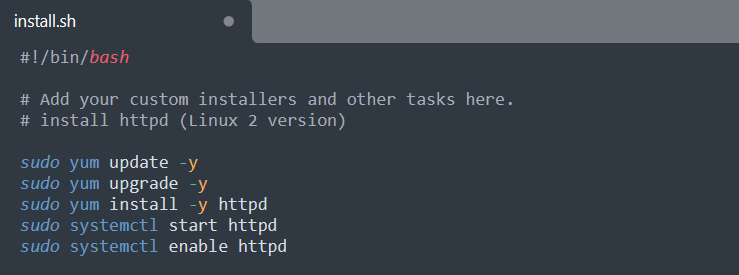 install.sh
#!/bin/bash
# Add your custom installers and other tasks here.
# install httpd (Linux 2 version)
sudo yum update -y
sudo yum upgrade -y
sudo yum install -y httpd
sudo systemctl start httpd
sudo systemctl enable httpd